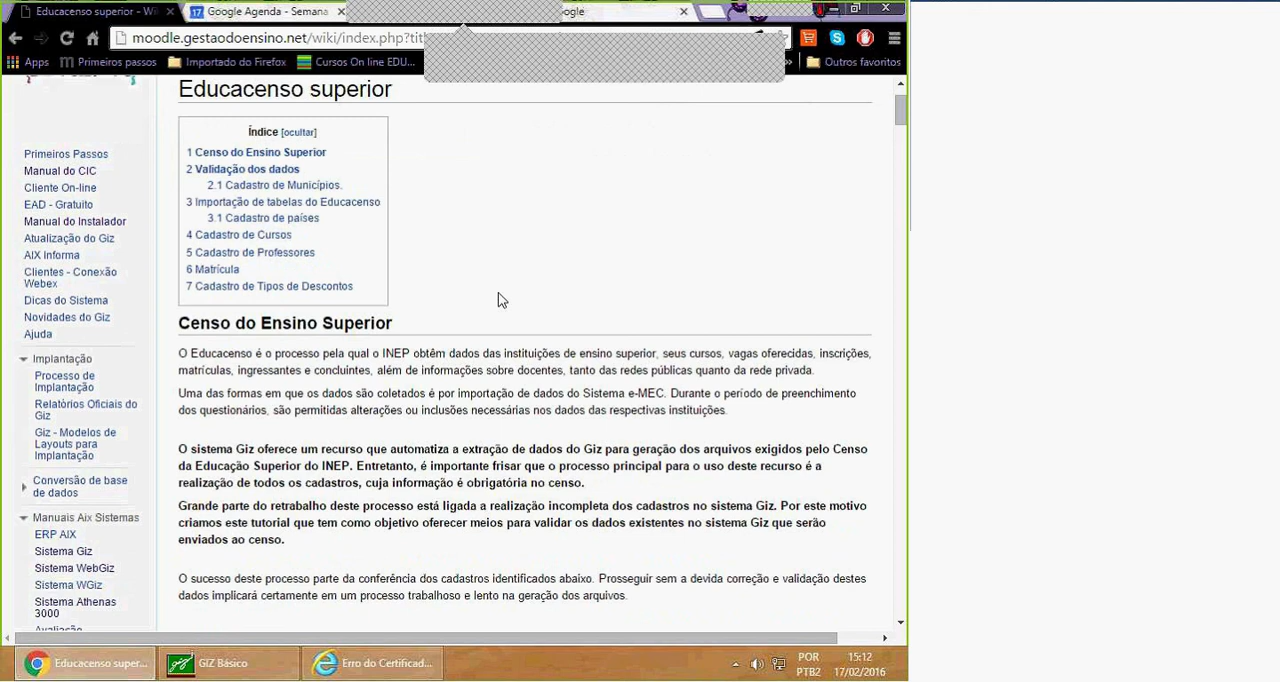 Educacenso superior - Wi
Google Agenda - Semana
ogle
moodle.gestaodoensino.net/wiki/index.php?titl
Apps
Primeiros passos
Importado do Firefox
Cursos On line EDU...
»
Outros favoritos
Educacenso superior
Índice [ocultar]
1 Censo do Ensino Superior
2 Validação dos dados
2.1 Cadastro de Municípios.
3 Importação de tabelas do Educacenso
3.1 Cadastro de países
4 Cadastro de Cursos
5 Cadastro de Professores
6 Matrícula
7 Cadastro de Tipos de Descontos
Primeiros Passos
Manual do CIC
Cliente On-line
EAD - Gratuito
Manual do Instalador
Atualização do Giz
AIX Informa
Clientes - Conexão
Webex
Dicas do Sistema
Novidades do Giz
Ajuda
Implantação
Processo de
Implantação
Relatórios Oficiais do
Giz
Giz - Modelos de
Layouts para
Implantação
Conversão de base
de dados
Manuais Aix Sistemas
ERP AIX
Sistema Giz
Sistema WebGiz
Sistema WGiz
Sistema Athenas
3000
Avaliação
Censo do Ensino Superior
O Educacenso é o processo pela qual o INEP obtêm dados das instituições de ensino superior, seus cursos, vagas oferecidas, inscrições,
matrículas, ingressantes e concluintes, além de informações sobre docentes, tanto das redes públicas quanto da rede privada.
Uma das formas em que os dados são coletados é por importação de dados do Sistema e-MEC. Durante o período de preenchimento
dos questionários, são permitidas alterações ou inclusões necessárias nos dados das respectivas instituições.
O sistema Giz oferece um recurso que automatiza a extração de dados do Giz para geração dos arquivos exigidos pelo Censo
da Educação Superior do INEP. Entretanto, é importante frisar que o processo principal para o uso deste recurso é a
realização de todos os cadastros, cuja informação é obrigatória no censo.
Grande parte do retrabalho deste processo está ligada a realização incompleta dos cadastros no sistema Giz. Por este motivo
criamos este tutorial que tem como objetivo oferecer meios para validar os dados existentes no sistema Giz que serão
enviados ao censo.
O sucesso deste processo parte da conferência dos cadastros identificados abaixo. Prosseguir sem a devida correção e validação destes
dados implicará certamente em um processo trabalhoso e lento na geração dos arquivos.
Educacenso super...
GIZ Básico
Erro do Certificad...
POR
PTB2
15:12
17/02/2016